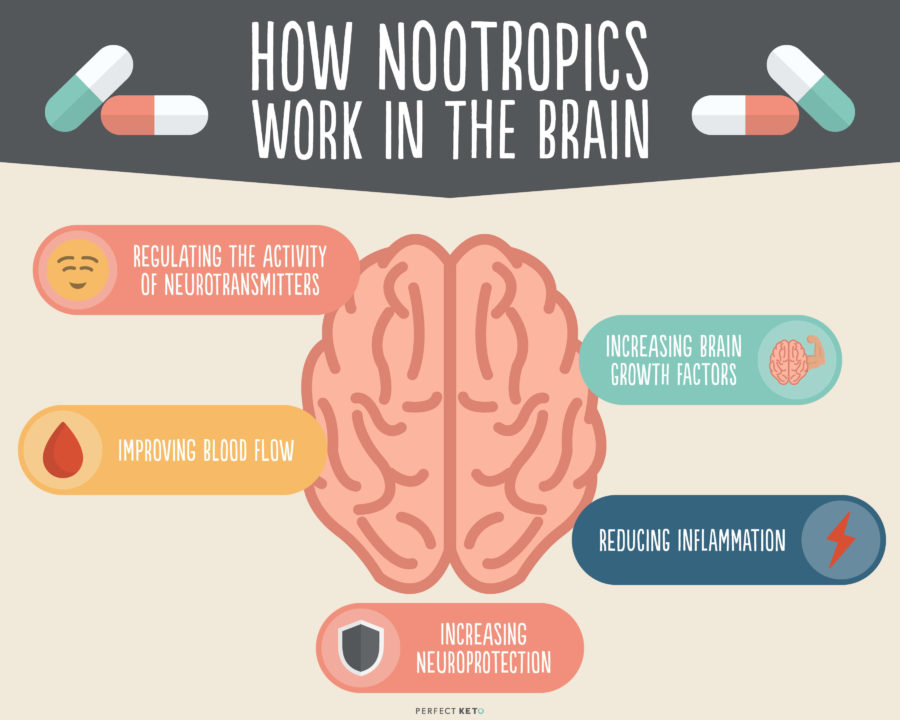 HOW NOOTROPICS
WORK IN THE BRAIN
REGULATING THE ACTIVITY
OF NEUROTRANSMITTERS
INCREASING BRAIN
GROWTH FACTORS
IMPROVING BLOOD FLOW
REDUCING INFLAMMATION
INCREASING
NEUROPROTECTION
PERFECT KETO